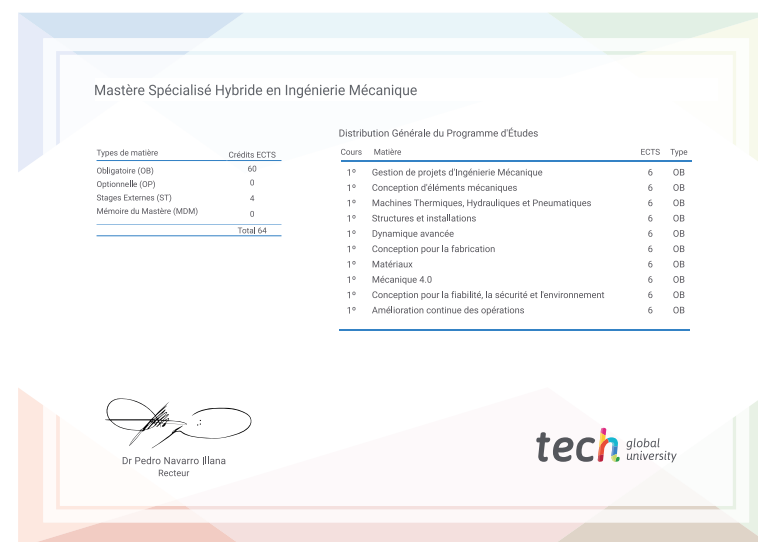 Mastère Spécialisé Hybride en Ingénierie Mécanique
Types de matière Crédits ECTS
Obligatoire (OB) 60
Optionnelle (OP) 0
Stages Externes (ST) 4
Mémoire du Mastère (MDM) 0
Total 64
Distribution Générale du Programme d'Études
Cours Matière ECTS Type
1º Gestion de projets d'Ingénierie Mécanique 6 OB
1º Conception d'éléments mécaniques 6 OB
1º Machines Thermiques, Hydrauliques et Pneumatiques 6 OB
1º Structures et installations 6 OB
1º Dynamique avancée 6 OB
1º Conception pour la fabrication 6 OB
1º Matériaux 6 OB
1º Mécanique 4.0 6 OB
1º Conception pour la fiabilité, la sécurité et l'environnement 6 OB
1º Amélioration continue des opérations 6 OB
Dr Pedro Navarro Illana
Recteur
tech global
university